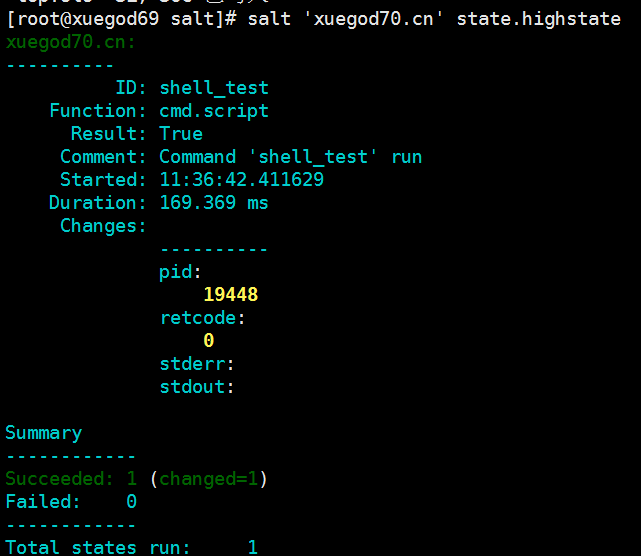 [root@xuegod69 salt]# salt 'xuegod70.cn' state.highstate
xuegod70.cn:
----------
ID: shell_test
Function: cmd.script
Result: True
Comment: Command 'shell_test' run
Started: 11:36:42.411629
Duration: 169.369 ms
Changes:
----------
pid:
19448
retcode:
0
stderr:
stdout:
Summary
------------
Succeeded: 1 (changed=1)
Failed: 0
------------
Total states run: 1